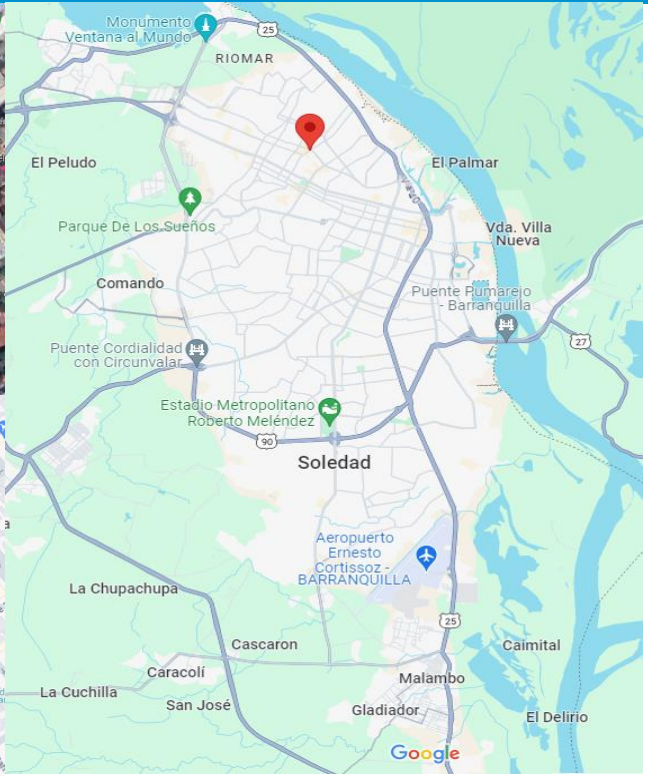 Monumento
Ventana al Mundo
25
RIOMAR
El Peludo
El Palmar
Parque De Los Sueños
Vda. Villa
Nueva
Comando
Puente Pumarejo
- Barranquilla
27
Puente Cordialidad
con Circunvalar
Estadio Metropolitano
Roberto Meléndez
90
Soledad
Aeropuerto
Ernesto
Cortissoz -
BARRANQUILLA
La Chupachupa
25
Cascaron
Caimital
Caracolí
Malambo
La Cuchilla
San José
Gladiador
El Delirio
Google